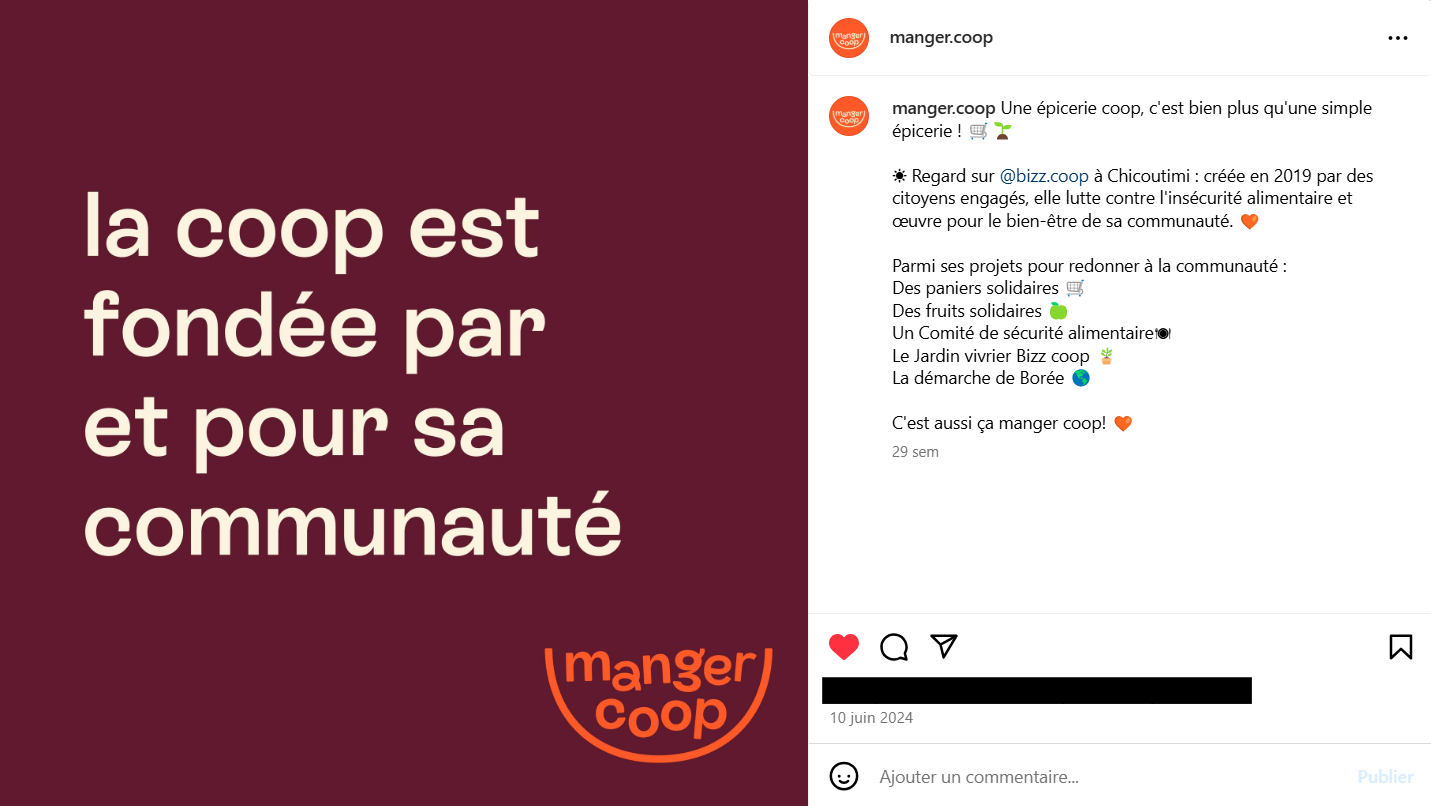 la coop est
fondée par
et pour sa
communauté
manger
coop
manger
coop
manger.coop
manger
coop
manger.coop Une épicerie coop, c'est bien plus qu'une simple
épicerie ! 🛒 🌱
☀ Regard sur @bizz.coop à Chicoutimi : créée en 2019 par des
citoyens engagés, elle lutte contre l'insécurité alimentaire et
œuvre pour le bien-être de sa communauté. 🧡
Parmi ses projets pour redonner à la communauté :
Des paniers solidaires 🛒
Des fruits solidaires 🍏
Un Comité de sécurité alimentaire🍽
Le Jardin vivrier Bizz coop 🪴
La démarche de Borée 🌎
C'est aussi ça manger coop! 🧡
29 sem
10 juin 2024
Ajouter un commentaire...
Publier